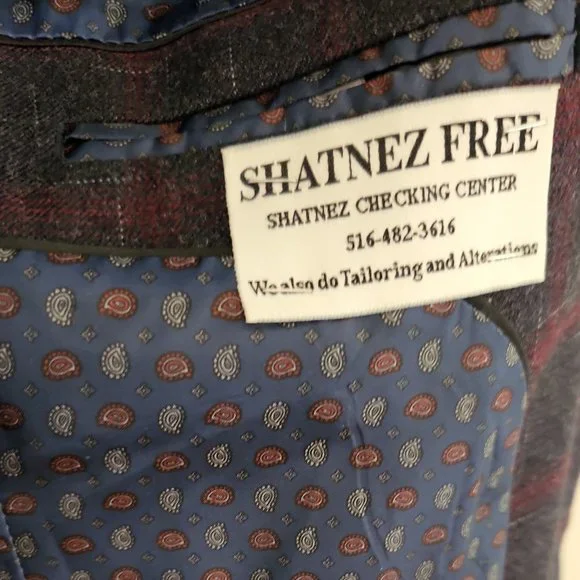 SHATNEZ FREE
SHATNEZ CHECKING CENTER
516-482-3616
We also do Tailoring and Alterations